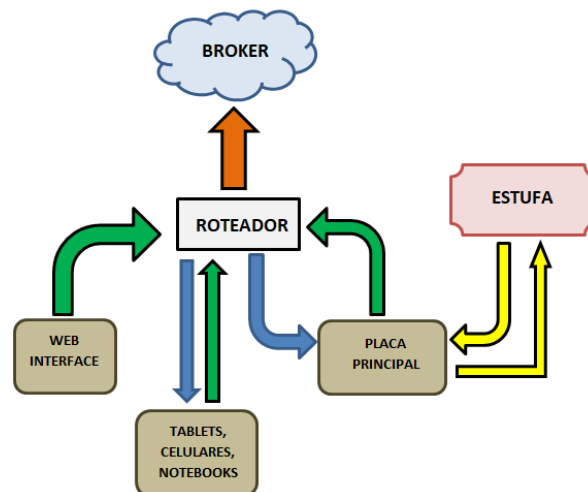 BROKER
ESTUFA
ROTEADOR
WEB
INTERFACE
PLACA
PRINCIPAL
TABLETS,
CELULARES,
NOTEBOOKS